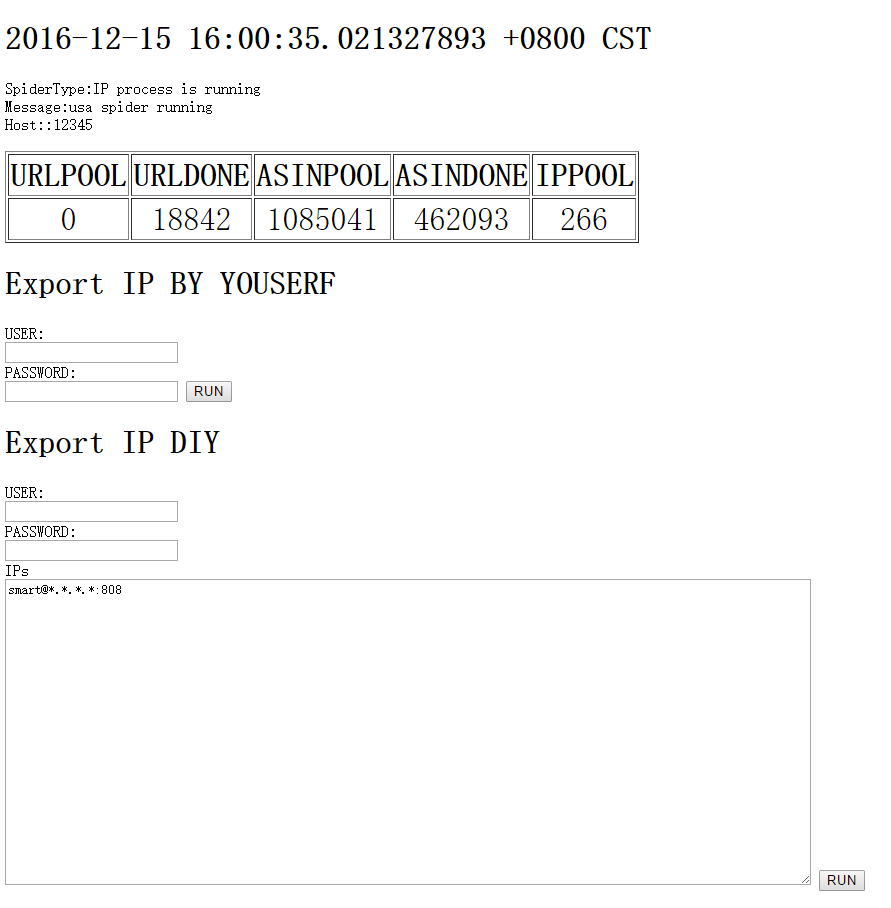 2016-12-15 16:00:35.021327893 +0800 CST
SpiderType:IP process is running
Message:usa spider running
Host::12345
URLPOOL URLDONE ASINPOOL ASINDONE IPPOOL
0 18842 1085041 462093 266
Export IP BY YOUSERF
USER:
PASSWORD:
RUN
Export IP DIY
USER:
PASSWORD:
IPs
smart@*.*.*.*:808
RUN